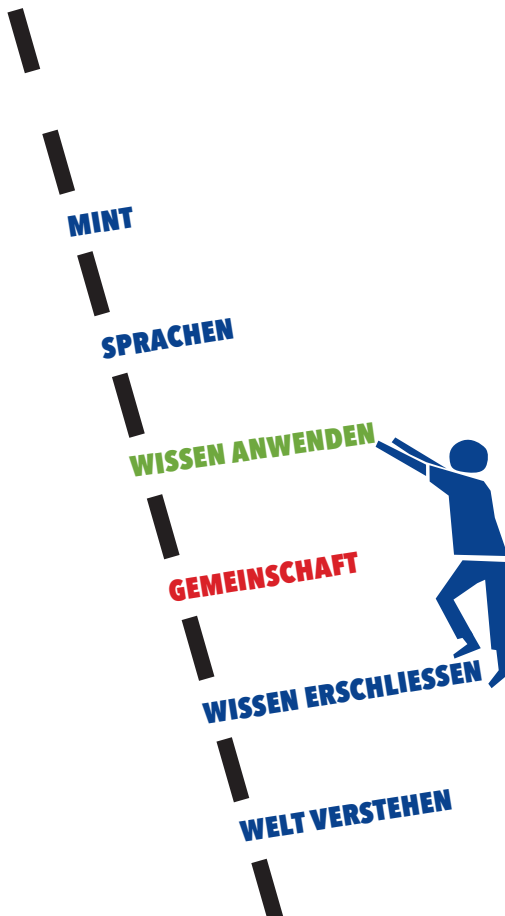 MINT
SPRACHEN
WISSEN ANWENDEN
GEMEINSCHAFT
WISSEN ERSCHLIESSEN
WELT VERSTEHEN